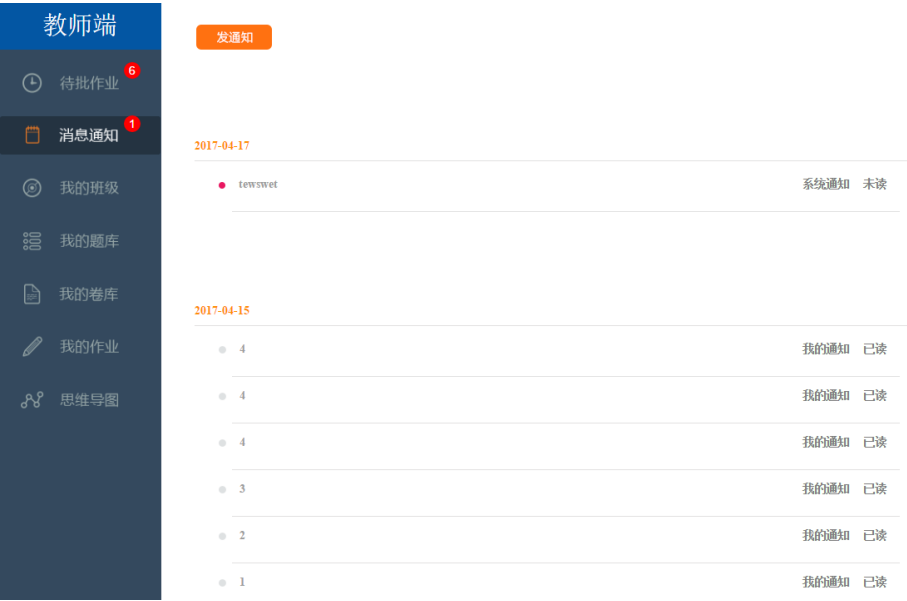 教师端
发通知
待批作业 6
消息通知 1
我的班级
我的题库
我的卷库
我的作业
思维导图
2017-04-17
tewswet 系统通知 未读
2017-04-15
4 我的通知 已读
4 我的通知 已读
4 我的通知 已读
3 我的通知 已读
2 我的通知 已读
1 我的通知 已读